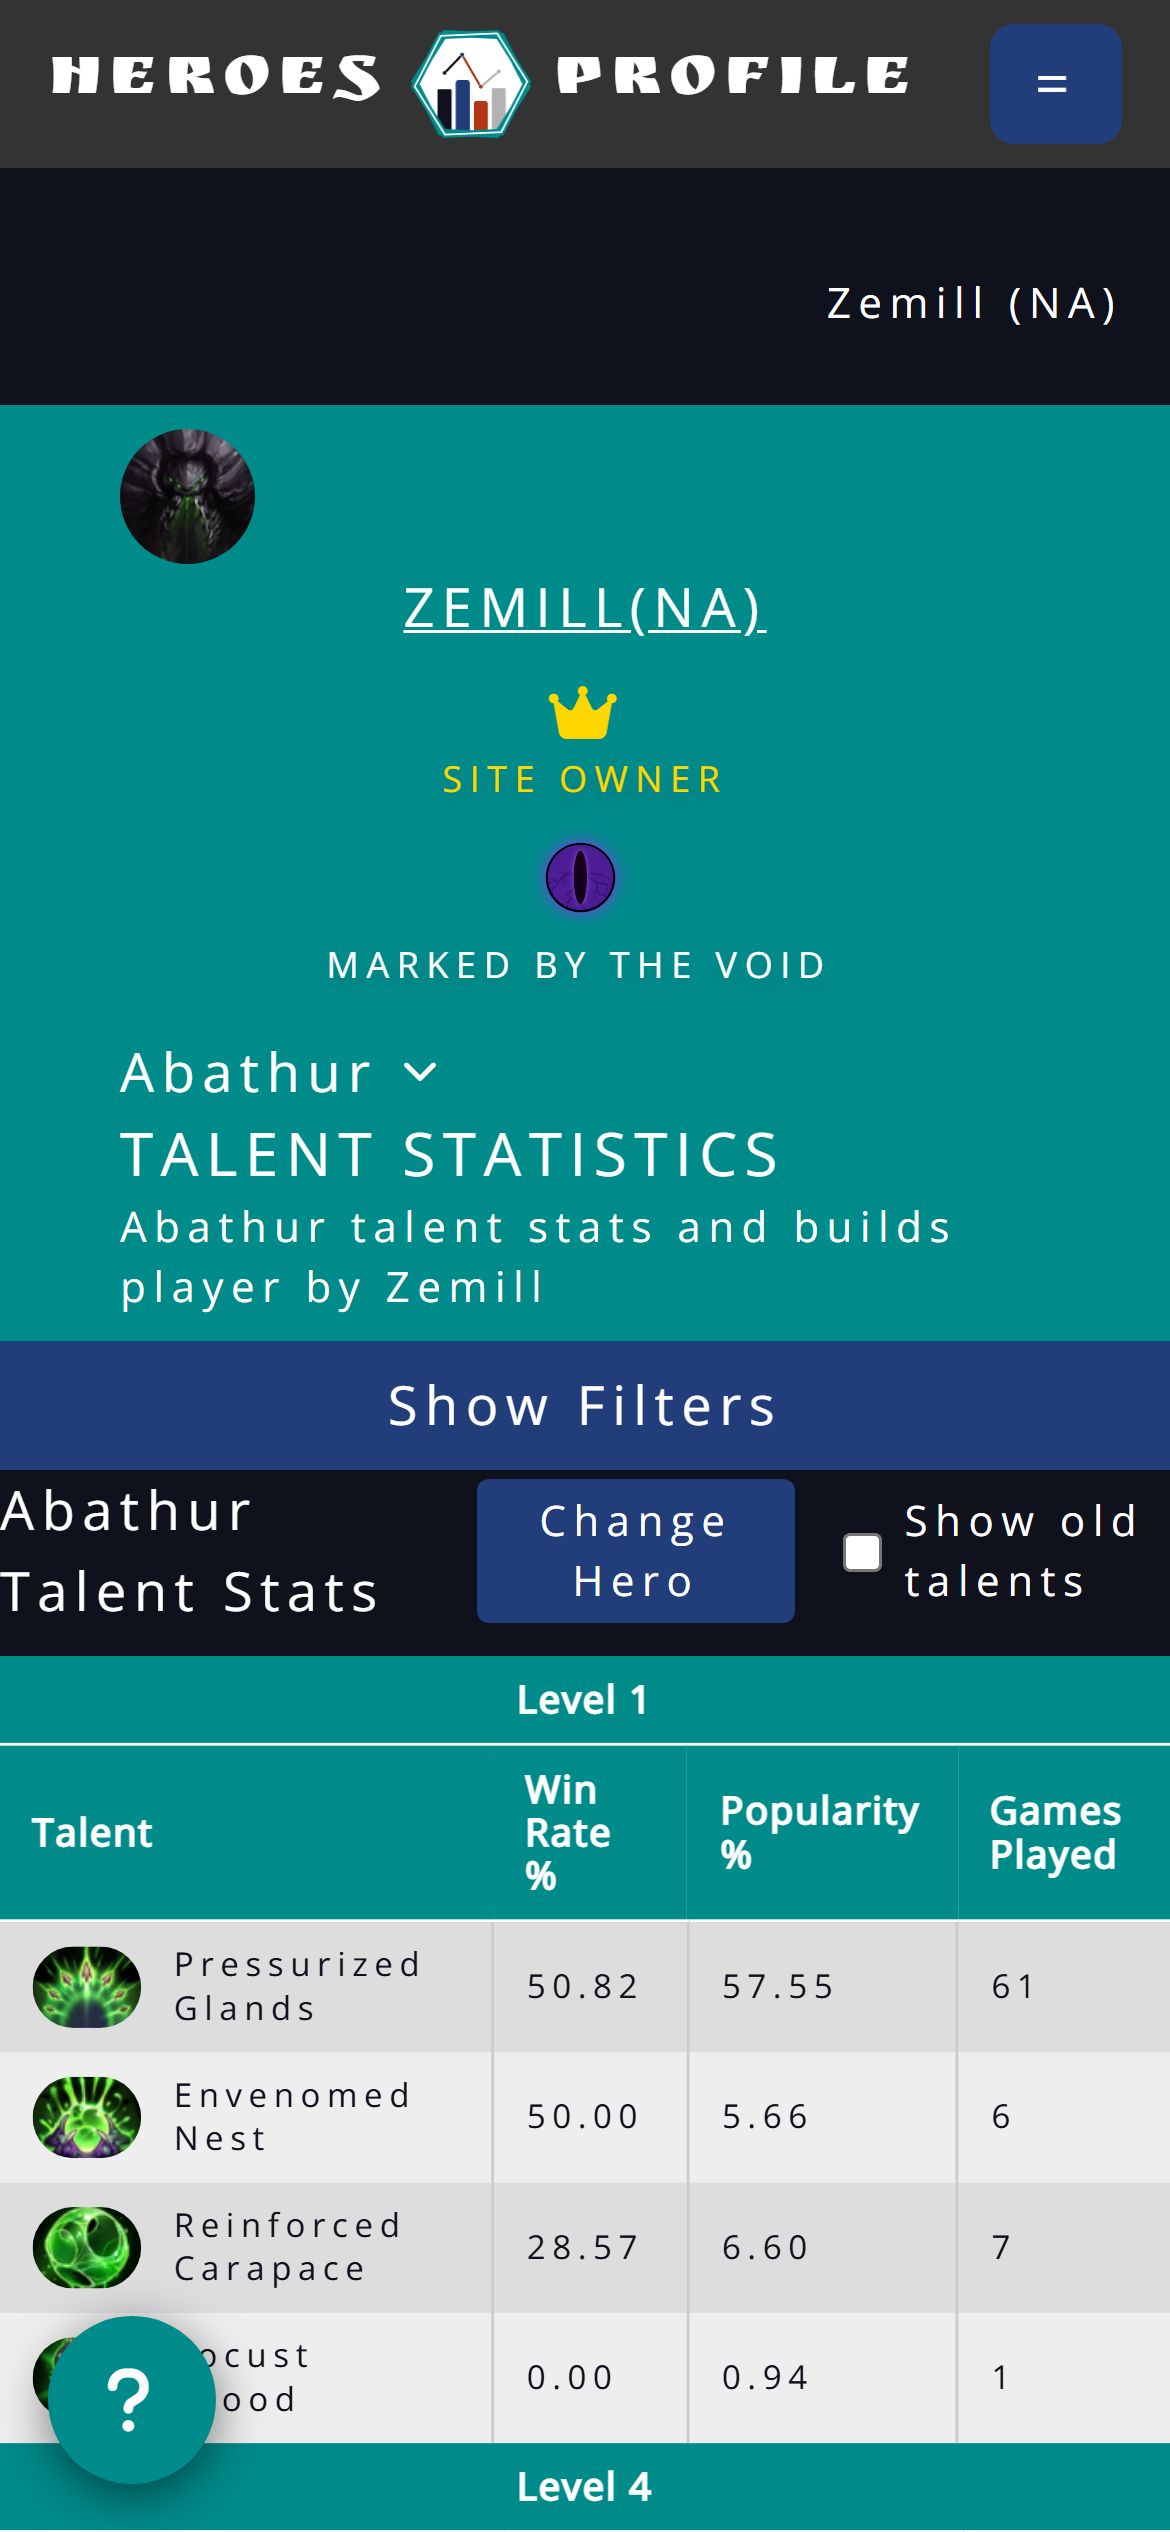 HEROES PROFILE
=
Zemill (NA)
ZEMILL(NA)
SITE OWNER
MARKED BY THE VOID
Abathur
TALENT STATISTICS
Abathur talent stats and builds
player by Zemill
Show Filters
Abathur
Talent Stats
Change
Hero
Show old
talents
Level 1
Talent
Win
Rate
%
Popularity
%
Games
Played
Pressurized
Glands
50.82
57.55
61
Envenomed
Nest
50.00
5.66
6
Reinforced
Carapace
28.57
6.60
7
ocust
ood
0.00
0.94
1
?
Level 4